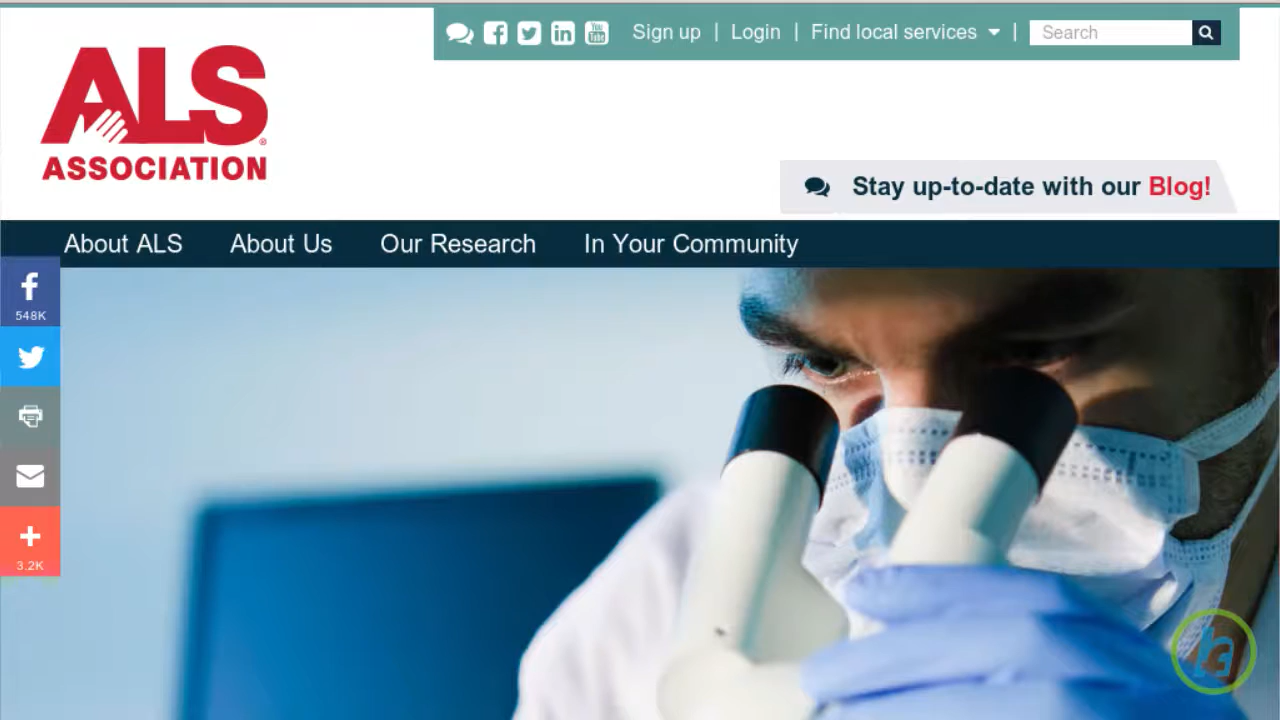 Sign up | Login | Find local services | Search
ALS
ASSOCIATION®
Stay up-to-date with our Blog!
About ALS About Us Our Research In Your Community
548K
3.2K